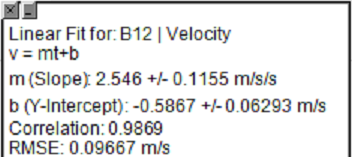 Linear Fit for: B12 | Velocity
v = mt+b
m (Slope): 2.546 +/- 0.1155 m/s/s
b (Y-Intercept): -0.5867 +/- 0.06293 m/s
Correlation: 0.9869
RMSE: 0.09667 m/s